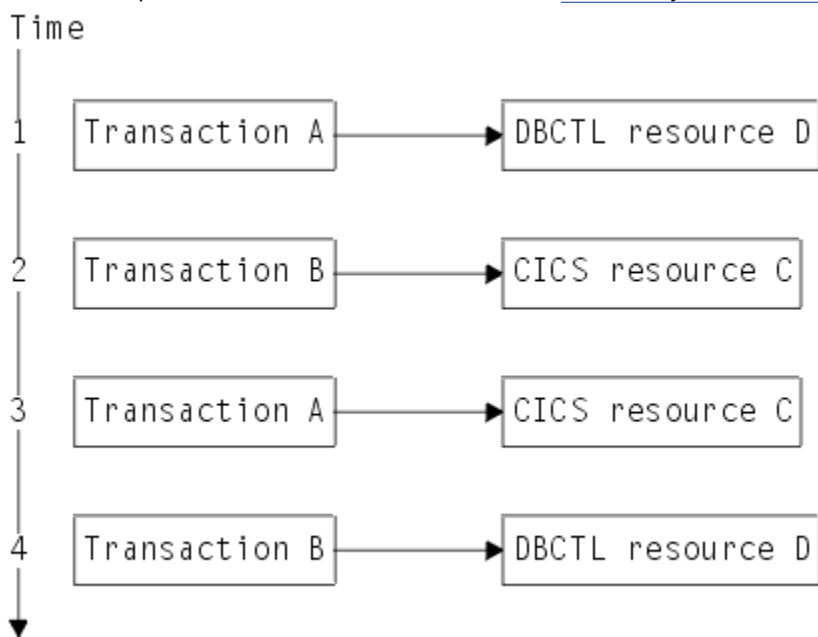 Time
1 Transaction A DBCTL resource D
2 Transaction B CICS resource C
3 Transaction A CICS resource C
4 Transaction B DBCTL resource D